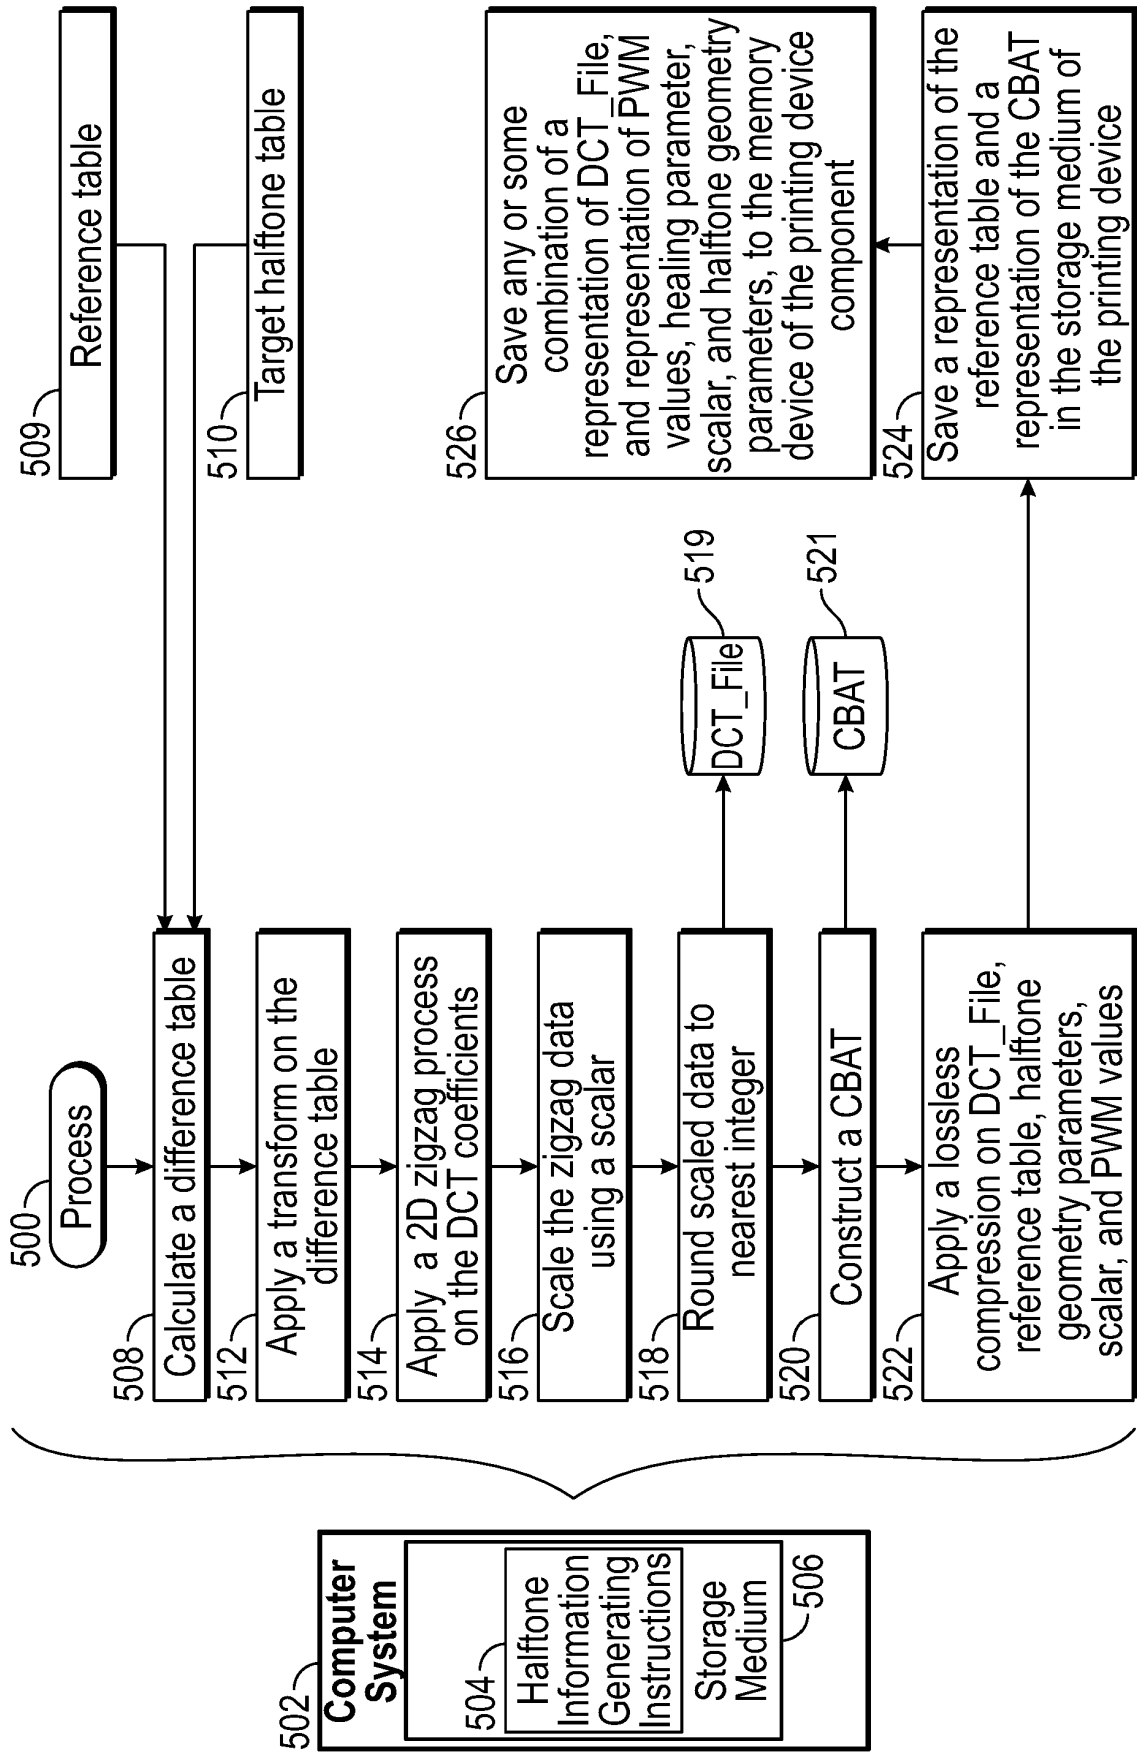 502
Computer
System
504
Halftone
Information
Generating
Instructions
Storage
Medium
506
500
Process
508
Calculate a difference table
512
Apply a transform on the
difference table
514
Apply a 2D zigzag process
on the DCT coefficients
516
Scale the zigzag data
using a scalar
518
Round scaled data to
nearest integer
520
Construct a CBAT
522
Apply a lossless
compression on DCT_File,
reference table, halftone
geometry parameters,
scalar, and PWM values
DCT_File
519
CBAT
521
509
Reference table
510
Target halftone table
526
Save any or some
combination of a
representation of DCT_File,
and representation of PWM
values, healing parameter,
scalar, and halftone geometry
parameters, to the memory
device of the printing device
component
524
Save a representation of the
reference table and a
representation of the CBAT
in the storage medium of
the printing device